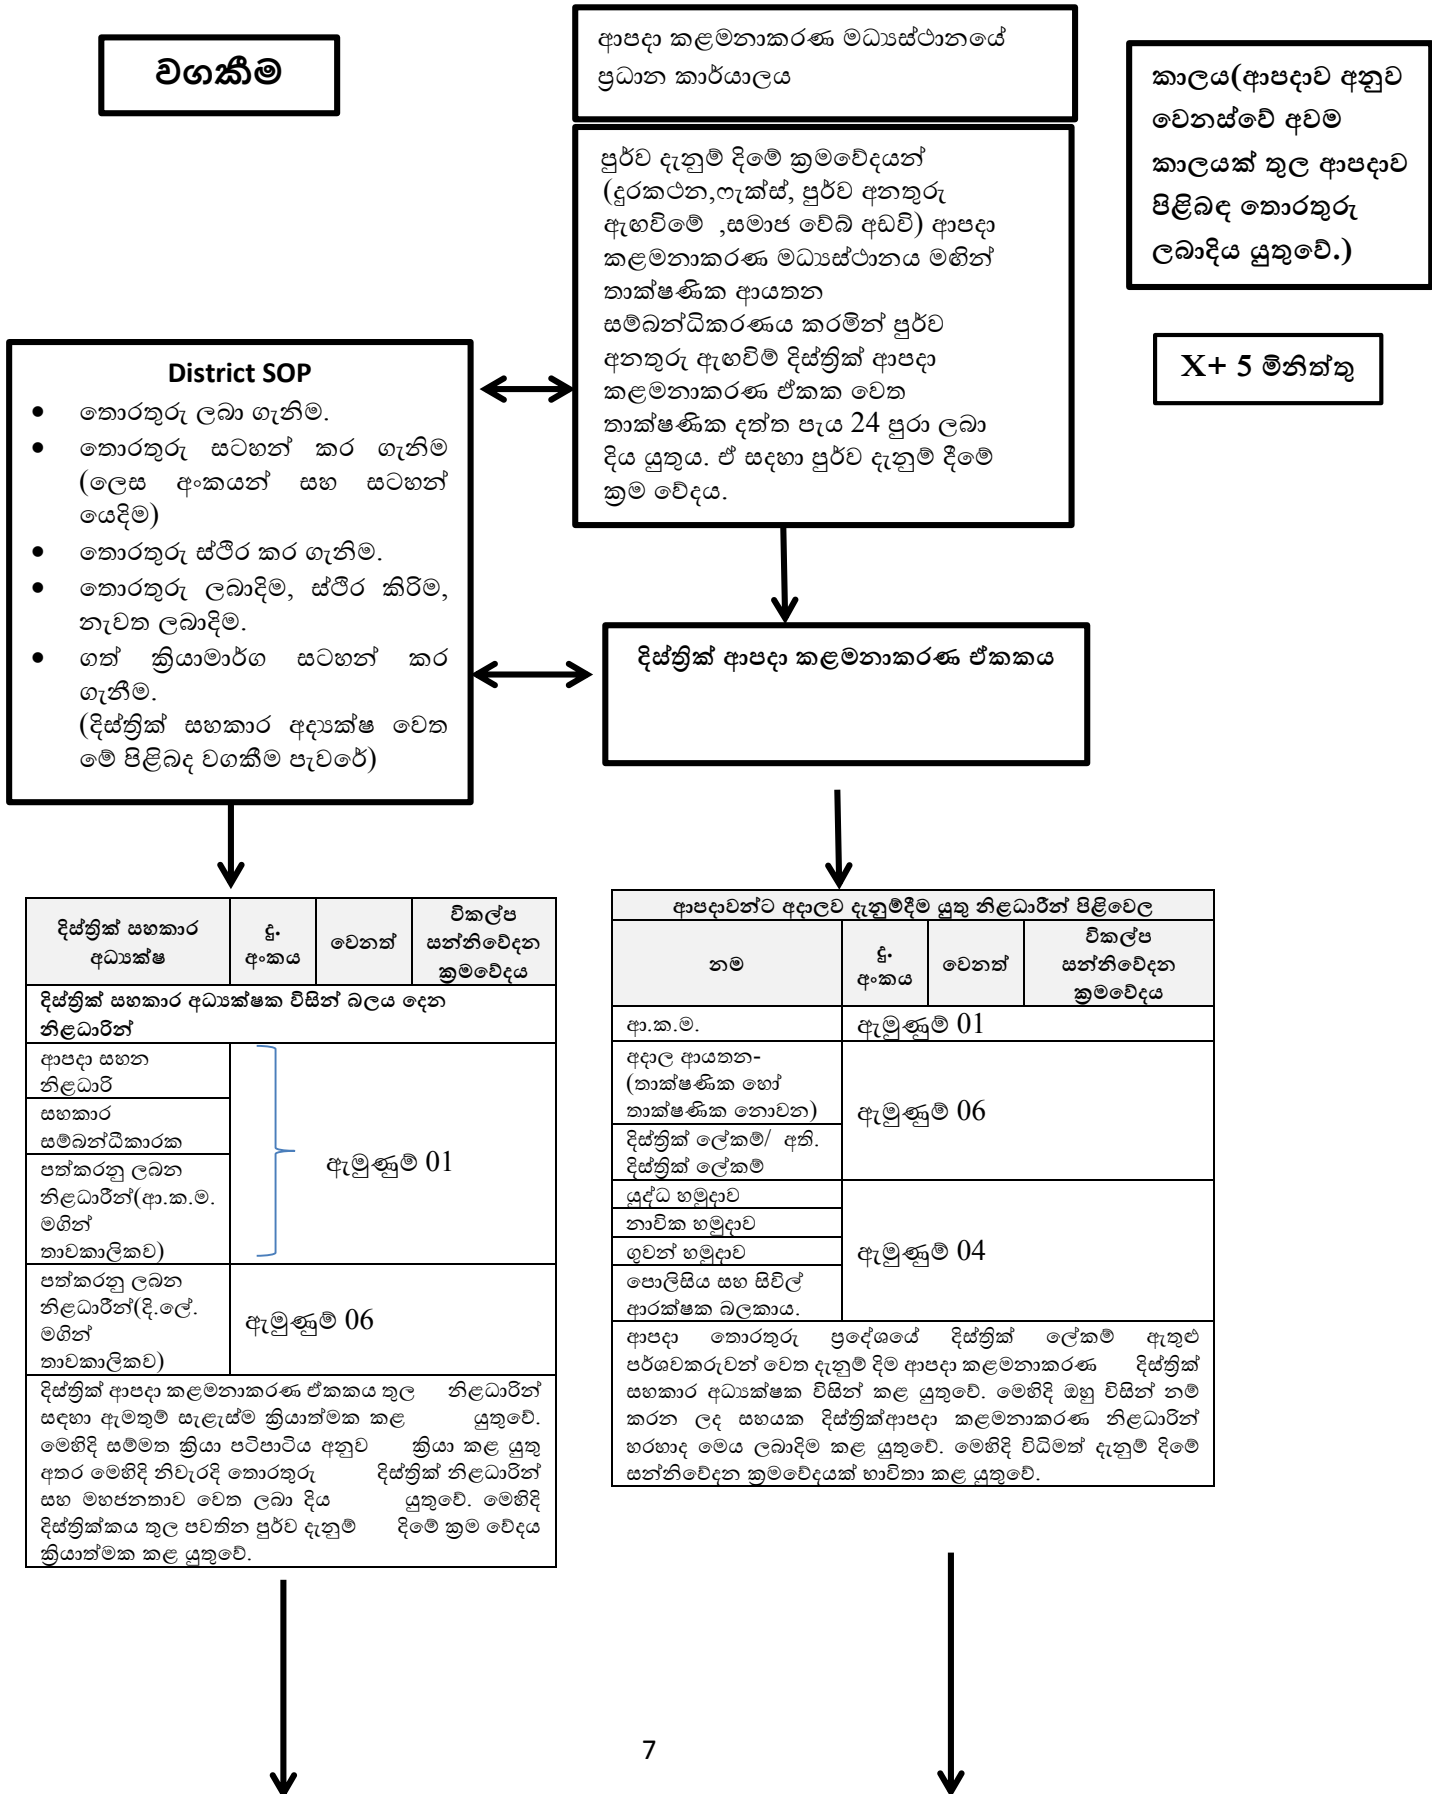 වගකීම
ආපදා කළමනාකරණ මධ්‍යස්ථානයේ
ප්‍රධාන කාර්යාලය
කාලය(ආපදාව අනුව
වෙනස්වේ අවම
කාලයක් තුල ආපදාව
පිළිබඳ තොරතුරු
ලබාදිය යුතුවේ.)
පුර්ව දැනුම් දිමේ ක්‍රමවේදයන්
(දුරකථන,ෆැක්ස්, පුර්ව අනතුරු
ඇඟවිමේ ,සමාජ වෙබ් අඩවි) ආපදා
කළමනාකරණ මධ්‍යස්ථානය මඟින්
තාක්ෂණික ආයතන
සම්බන්ධිකරණය කරමින් පුර්ව
අනතුරු ඇඟවිම් දිස්ත්‍රික් ආපදා
කළමනාකරණ ඒකක වෙත
තාක්ෂණික දත්ත පැය 24 පුරා ලබා
දිය යුතුය. ඒ සදහා පුර්ව දැනුම් දීමේ
ක්‍රම වේදය.
X+ 5 මිනිත්තු
District SOP
• තොරතුරු ලබා ගැනිම.
• තොරතුරු සටහන් කර ගැනිම
(ලෙස අංකයන් සහ සටහන්
යෙදිම)
• තොරතුරු ස්ථිර කර ගැනිම.
• තොරතුරු ලබාදිම, ස්ථිර කිරිම,
නැවත ලබාදිම.
• ගත් ක්‍රියාමාර්ග සටහන් කර
ගැනීම.
(දිස්ත්‍රික් සහකාර අද්‍යක්ෂ වෙත
මේ පිළිබද වගකීම පැවරේ)
දිස්ත්‍රික් ආපදා කළමනාකරණ ඒකකය
දිස්ත්‍රික් සහකාර
අධ්‍යක්ෂ
දු.
අංකය
වෙනත්
විකල්ප
සන්නිවේදන
ක්‍රමවේදය
දිස්ත්‍රික් සහකාර අධ්‍යක්ෂක විසින් බලය දෙන
නිළධාරින්
ආපදා සහන
නිළධාරි
සහකාර
සම්බන්ධීකාරක
පත්කරනු ලබන
නිළධාරීන්(ආ.ක.ම.
මගින්
තාවකාලිකව)
ඇමුණුම් 01
පත්කරනු ලබන
නිළධාරීන්(දි.ලේ.
මගින්
තාවකාලිකව)
ඇමුණුම් 06
දිස්ත්‍රික් ආපදා කළමනාකරණ ඒකකය තුල නිළධාරින්
සඳහා ඇමතුම් සැළැස්ම ක්‍රියාත්මක කළ යුතුවේ.
මෙහිදි සම්මත ක්‍රියා පටිපාටිය අනුව ක්‍රියා කළ යුතු
අතර මෙහිදි නිවැරදි තොරතුරු දිස්ත්‍රික් නිළධාරින්
සහ මහජනතාව වෙත ලබා දිය යුතුවේ. මෙහිදි
දිස්ත්‍රික්කය තුල පවතින පුර්ව දැනුම් දිමේ ක්‍රම වේදය
ක්‍රියාත්මක කළ යුතුවේ.
ආපදාවන්ට අදාලව දැනුම්දීම යුතු නිළධාරීන් පිළිවෙල
නම
දු.
අංකය
වෙනත්
විකල්ප
සන්නිවේදන
ක්‍රමවේදය
ආ.ක.ම.
ඇමුණුම් 01
අදාල ආයතන-
(තාක්ෂණික හෝ
තාක්ෂණික නොවන)
දිස්ත්‍රික් ලේකම්/ අති.
දිස්ත්‍රික් ලේකම්
ඇමුණුම් 06
යුද්ධ හමුදාව
නාවික හමුදාව
ගුවන් හමුදාව
පොලිසිය සහ සිවිල්
ආරක්ෂක බලකාය.
ඇමුණුම් 04
ආපදා තොරතුරු ප්‍රදේශයේ දිස්ත්‍රික් ලේකම් ඇතුළු
පර්ශවකරුවන් වෙත දැනුම් දිම ආපදා කළමනාකරණ දිස්ත්‍රික්
සහකාර අධ්‍යක්ෂක විසින් කළ යුතුවේ. මෙහිදි ඔහු විසින් නම්
කරන ලද සහයක දිස්ත්‍රික්ආපදා කළමනාකරණ නිළධාරින්
හරහාද මෙය ලබාදිම කළ යුතුවේ. මෙහිදි විධිමත් දැනුම් දිමේ
සන්නිවේදන ක්‍රමවේදයක් භාවිතා කළ යුතුවේ.
7